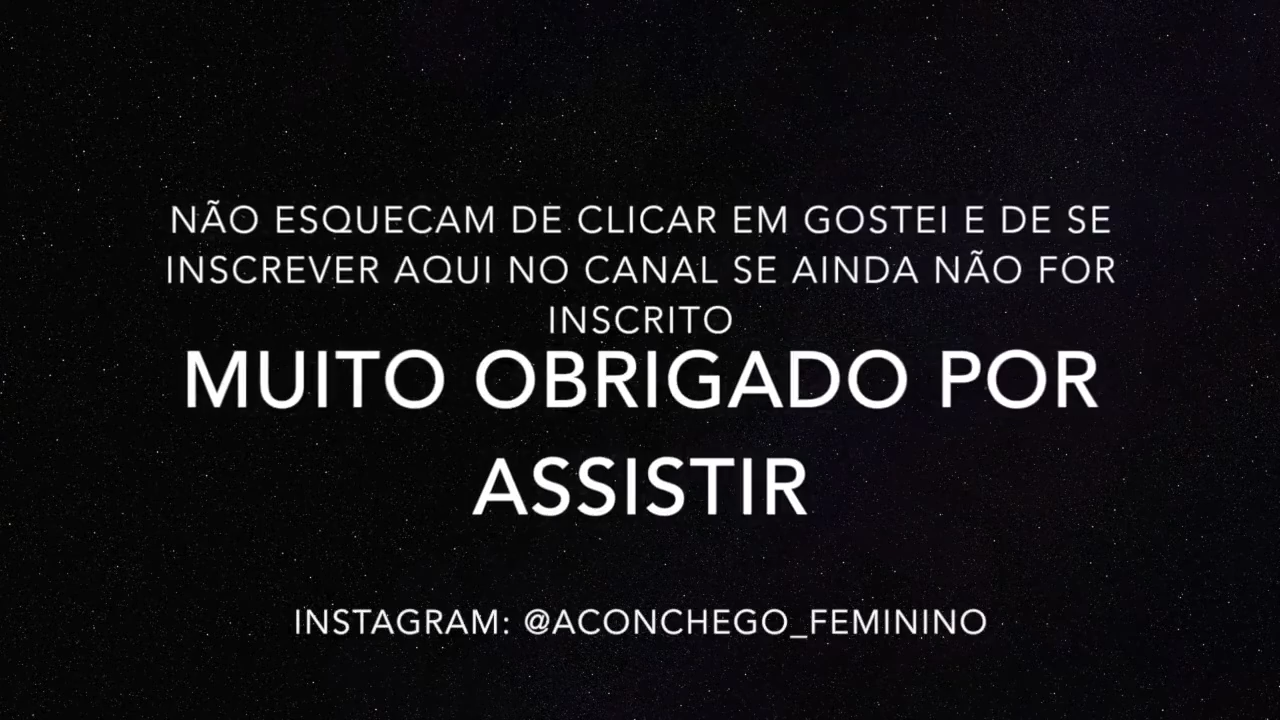 NÃO ESQUECAM DE CLICAR EM GOSTEI E DE SE
INSCREVER AQUI NO CANAL SE AINDA NÃO FOR
INSCRITO
MUITO OBRIGADO POR
ASSISTIR
INSTAGRAM: @ACONCHEGO_FEMININO